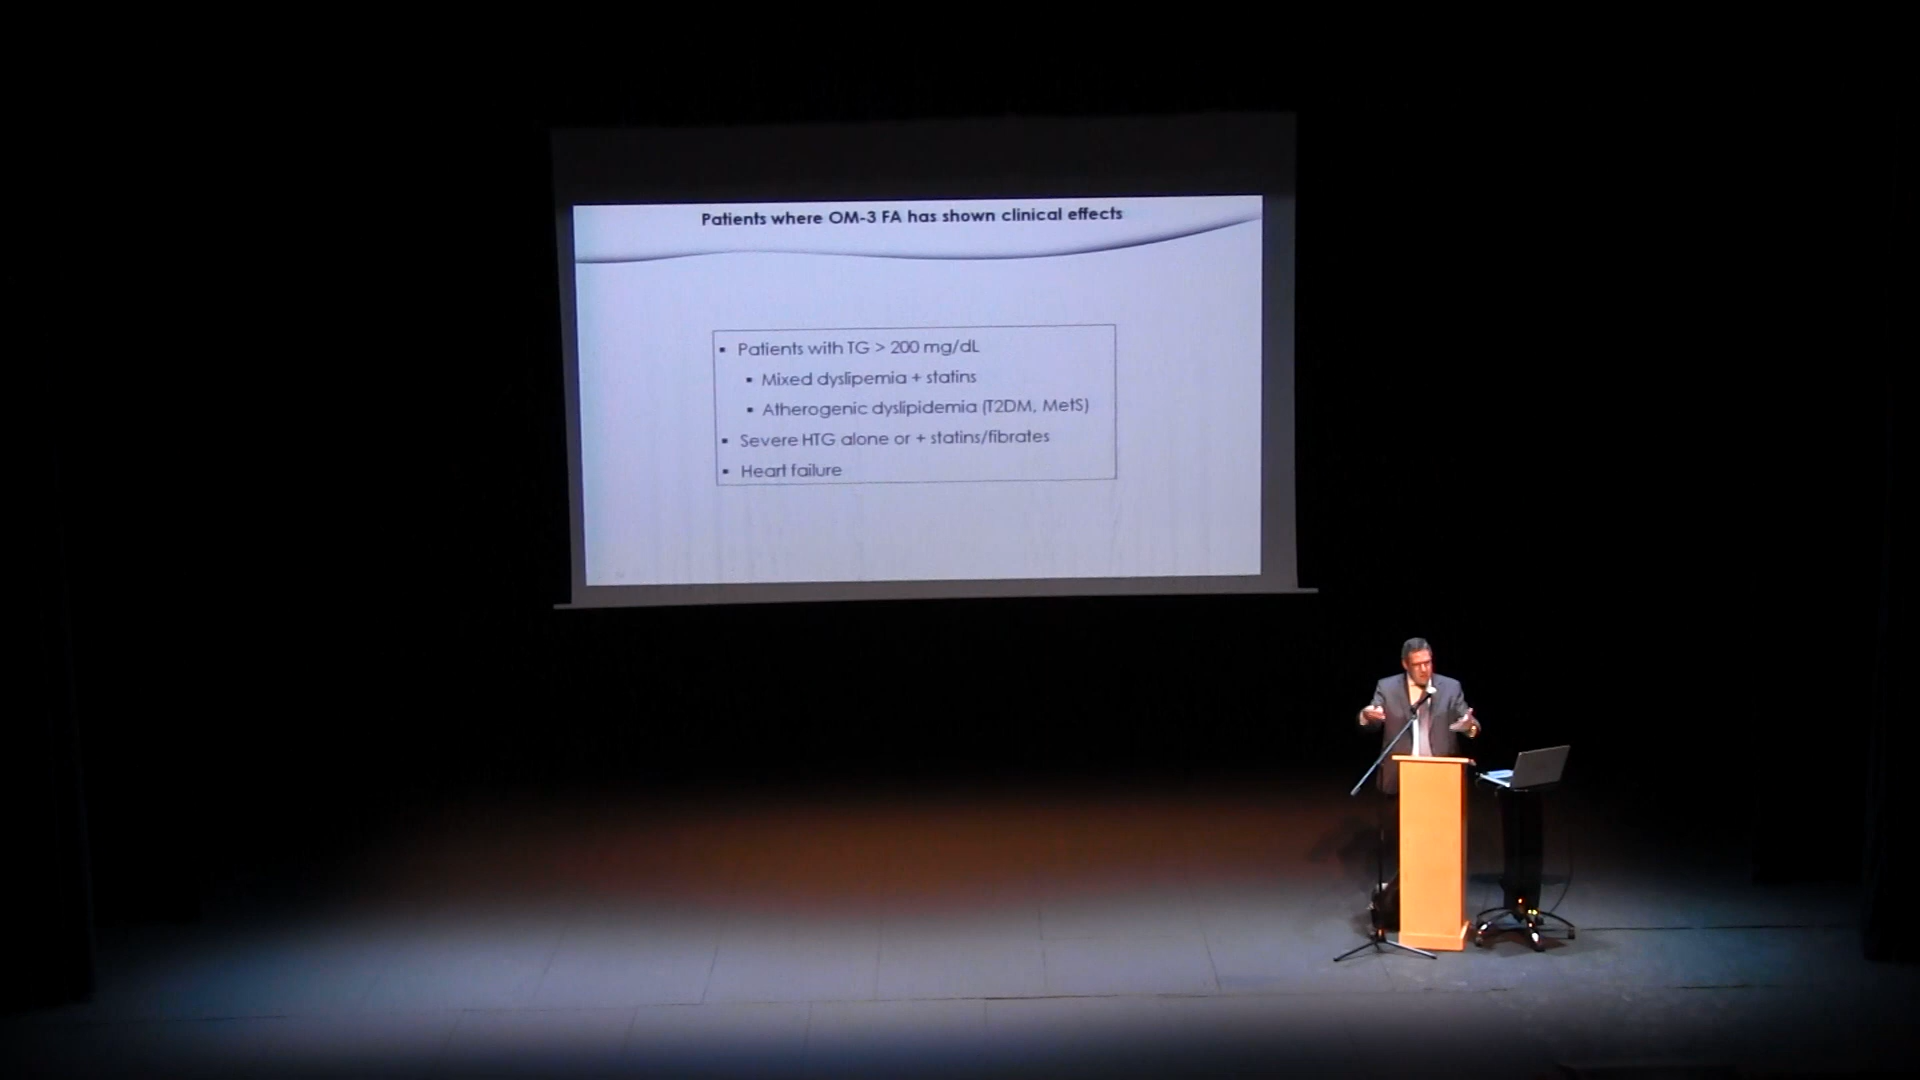 Patients where OM-3 FA has shown clinical effects
▪ Patients with TG > 200 mg/dL
▪ Mixed dyslipemia + statins
▪ Atherogenic dyslipidemia (T2DM, MetS)
▪ Severe HTG alone or + statins/fibrates
▪ Heart failure